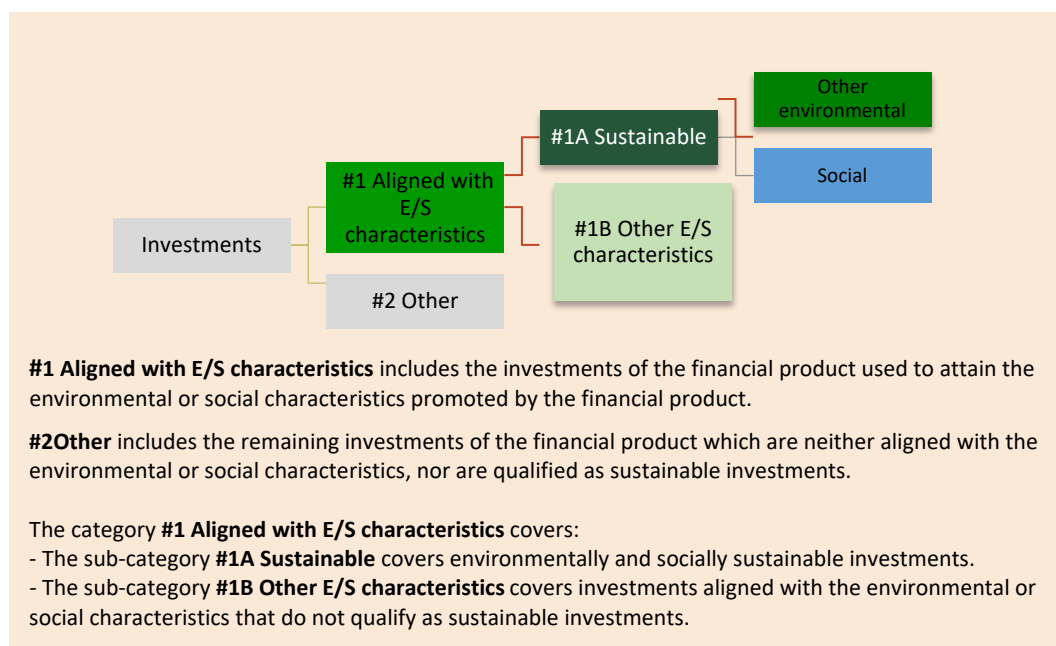 Other
environmental
#1A Sustainable
Social
#1 Aligned with
E/S
characteristics
#1B Other E/S
characteristics
Investments
#2 Other
#1 Aligned with E/S characteristics includes the investments of the financial product used to attain the
environmental or social characteristics promoted by the financial product.
#2Other includes the remaining investments of the financial product which are neither aligned with the
environmental or social characteristics, nor are qualified as sustainable investments.
The category #1 Aligned with E/S characteristics covers:
- The sub-category #1A Sustainable covers environmentally and socially sustainable investments.
- The sub-category #1B Other E/S characteristics covers investments aligned with the environmental or
social characteristics that do not qualify as sustainable investments.